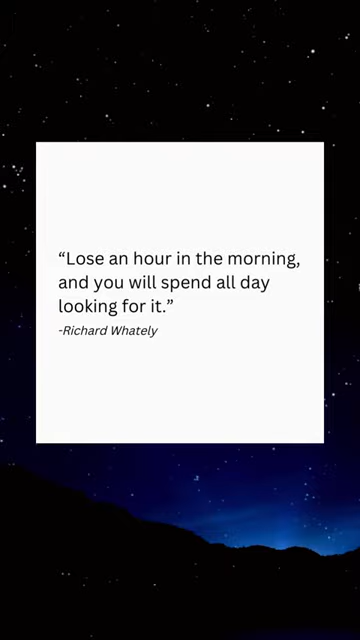 “Lose an hour in the morning,
and you will spend all day
looking for it.”
-Richard Whately